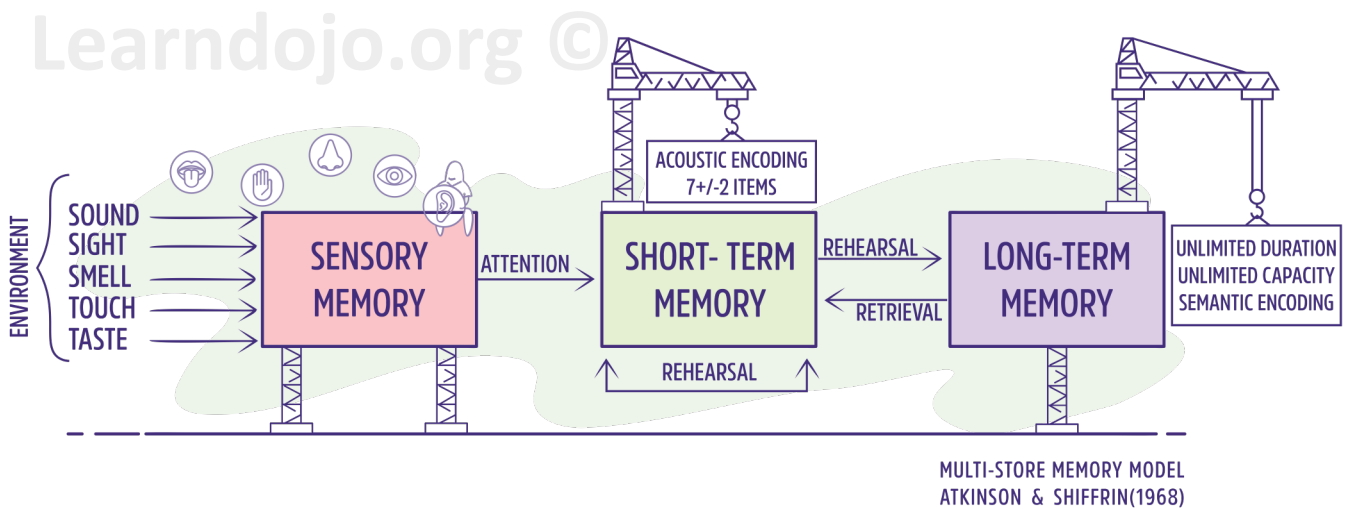 Learndojo.org ©
ACOUSTIC ENCODING
7+/-2 ITEMS
ENVIRONMENT
SOUND
SIGHT
SMELL
TOUCH
TASTE
SENSORY
MEMORY
ATTENTION
SHORT- TERM
MEMORY
REHEARSAL
RETRIEVAL
REHEARSAL
LONG-TERM
MEMORY
UNLIMITED DURATION
UNLIMITED CAPACITY
SEMANTIC ENCODING
MULTI-STORE MEMORY MODEL
ATKINSON & SHIFFRIN(1968)